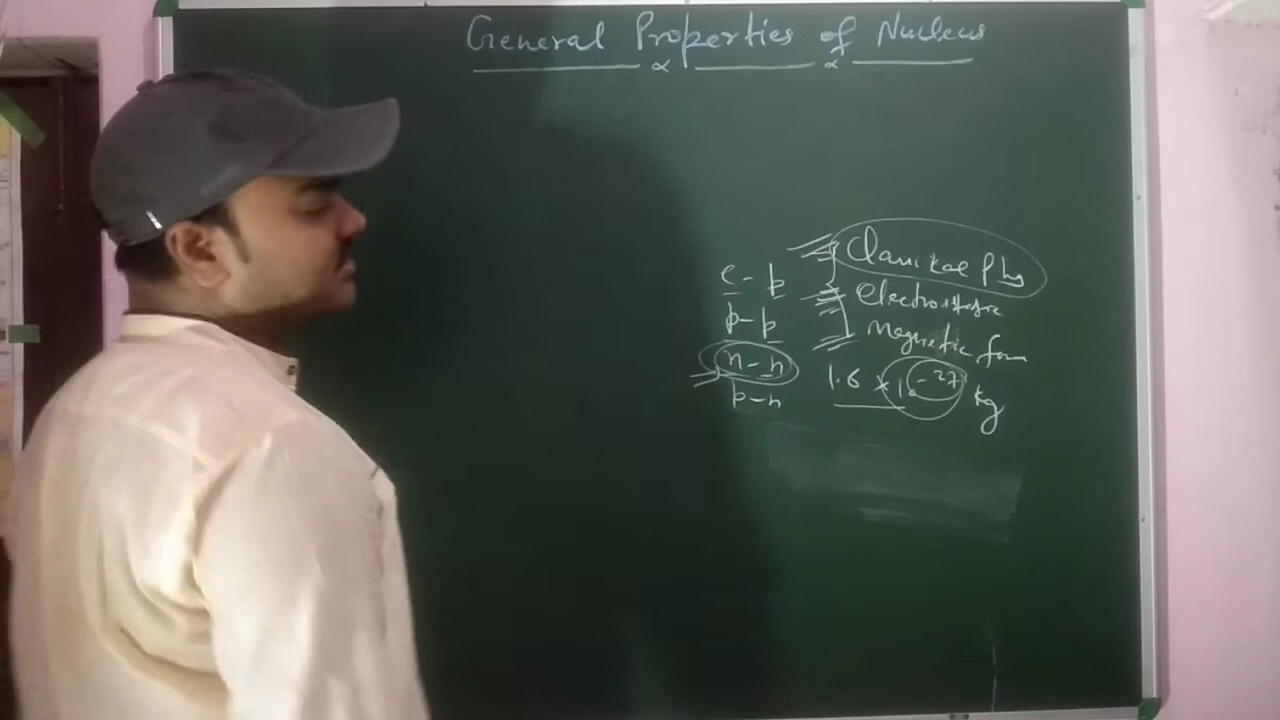 General Properties of Nucleus
Classical Phy
e - p
Electrostatic
p - p
Magnetic force
n - n
1.6 × 10⁻²⁷ kg
p - n